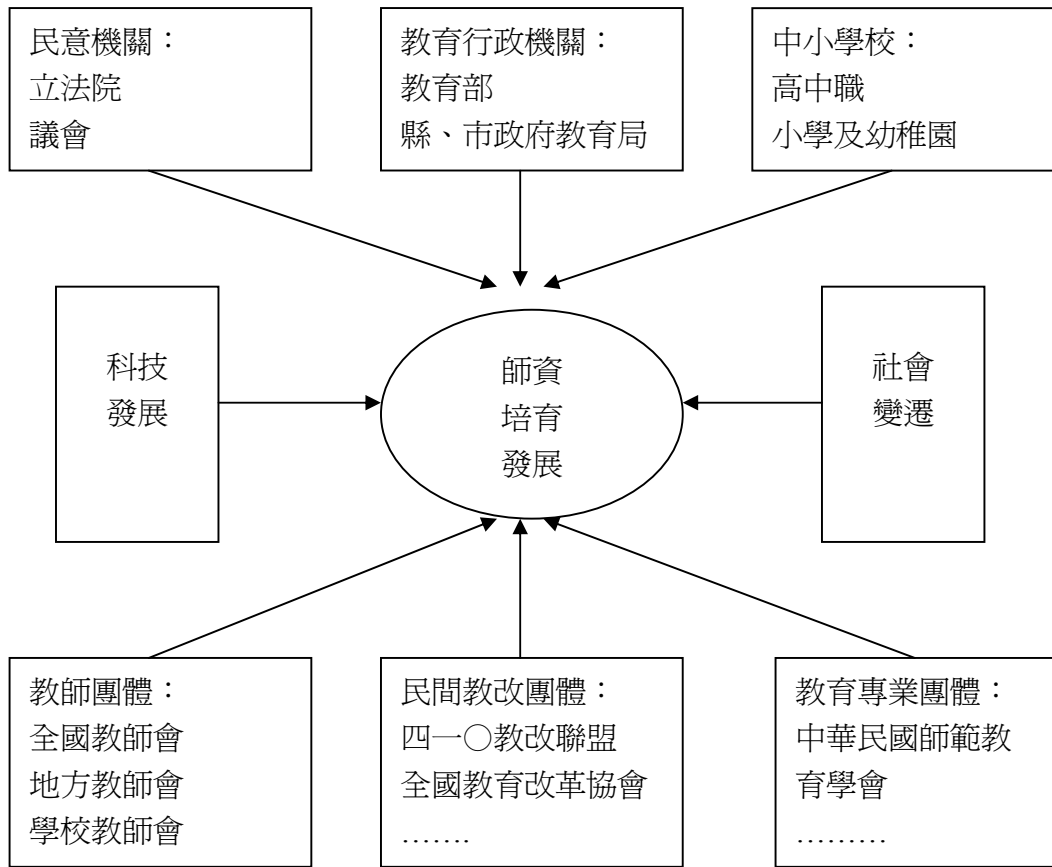 民意機關：
立法院
議會
教育行政機關：
教育部
縣、市政府教育局
中小學校：
高中職
小學及幼稚園
科技
發展
師資
培育
發展
社會
變遷
教師團體：
全國教師會
地方教師會
學校教師會
民間教改團體：
四一○教改聯盟
全國教育改革協會
…….
教育專業團體：
中華民國師範教
育學會
………